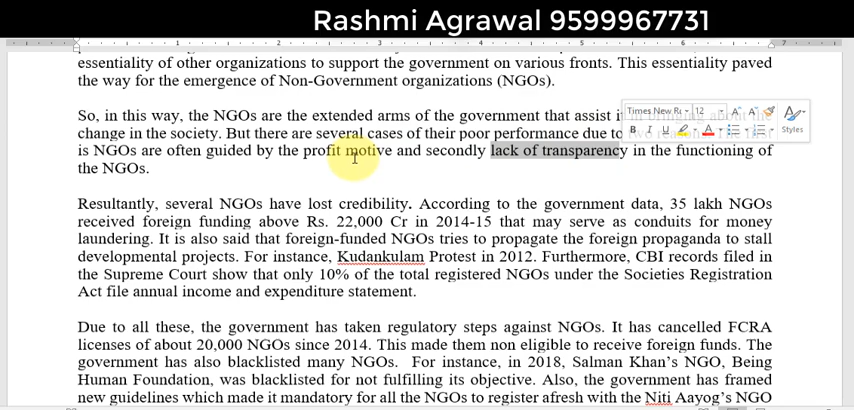 Rashmi Agrawal 9599967731
1 2 3 4 5 6 7
essentiality of other organizations to support the government on various fronts. This essentiality paved
the way for the emergence of Non-Government organizations (NGOs).
So, in this way, the NGOs are the extended arms of the government that assist
Times New R 12
Styles
change in the society. But there are several cases of their poor performance due to
is NGOs are often guided by the profit motive and secondly lack of transparency in the functioning of
the NGOs.
Resultantly, several NGOs have lost credibility. According to the government data, 35 lakh NGOs
received foreign funding above Rs. 22,000 Cr in 2014-15 that may serve as conduits for money
laundering. It is also said that foreign-funded NGOs tries to propagate the foreign propaganda to stall
developmental projects. For instance, Kudankulam Protest in 2012. Furthermore, CBI records filed in
the Supreme Court show that only 10% of the total registered NGOs under the Societies Registration
Act file annual income and expenditure statement.
Due to all these, the government has taken regulatory steps against NGOs. It has cancelled FCRA
licenses of about 20,000 NGOs since 2014. This made them non eligible to receive foreign funds. The
government has also blacklisted many NGOs. For instance, in 2018, Salman Khan's NGO, Being
Human Foundation, was blacklisted for not fulfilling its objective. Also, the government has framed
new guidelines which made it mandatory for all the NGOs to register afresh with the Niti Aayog's NGO